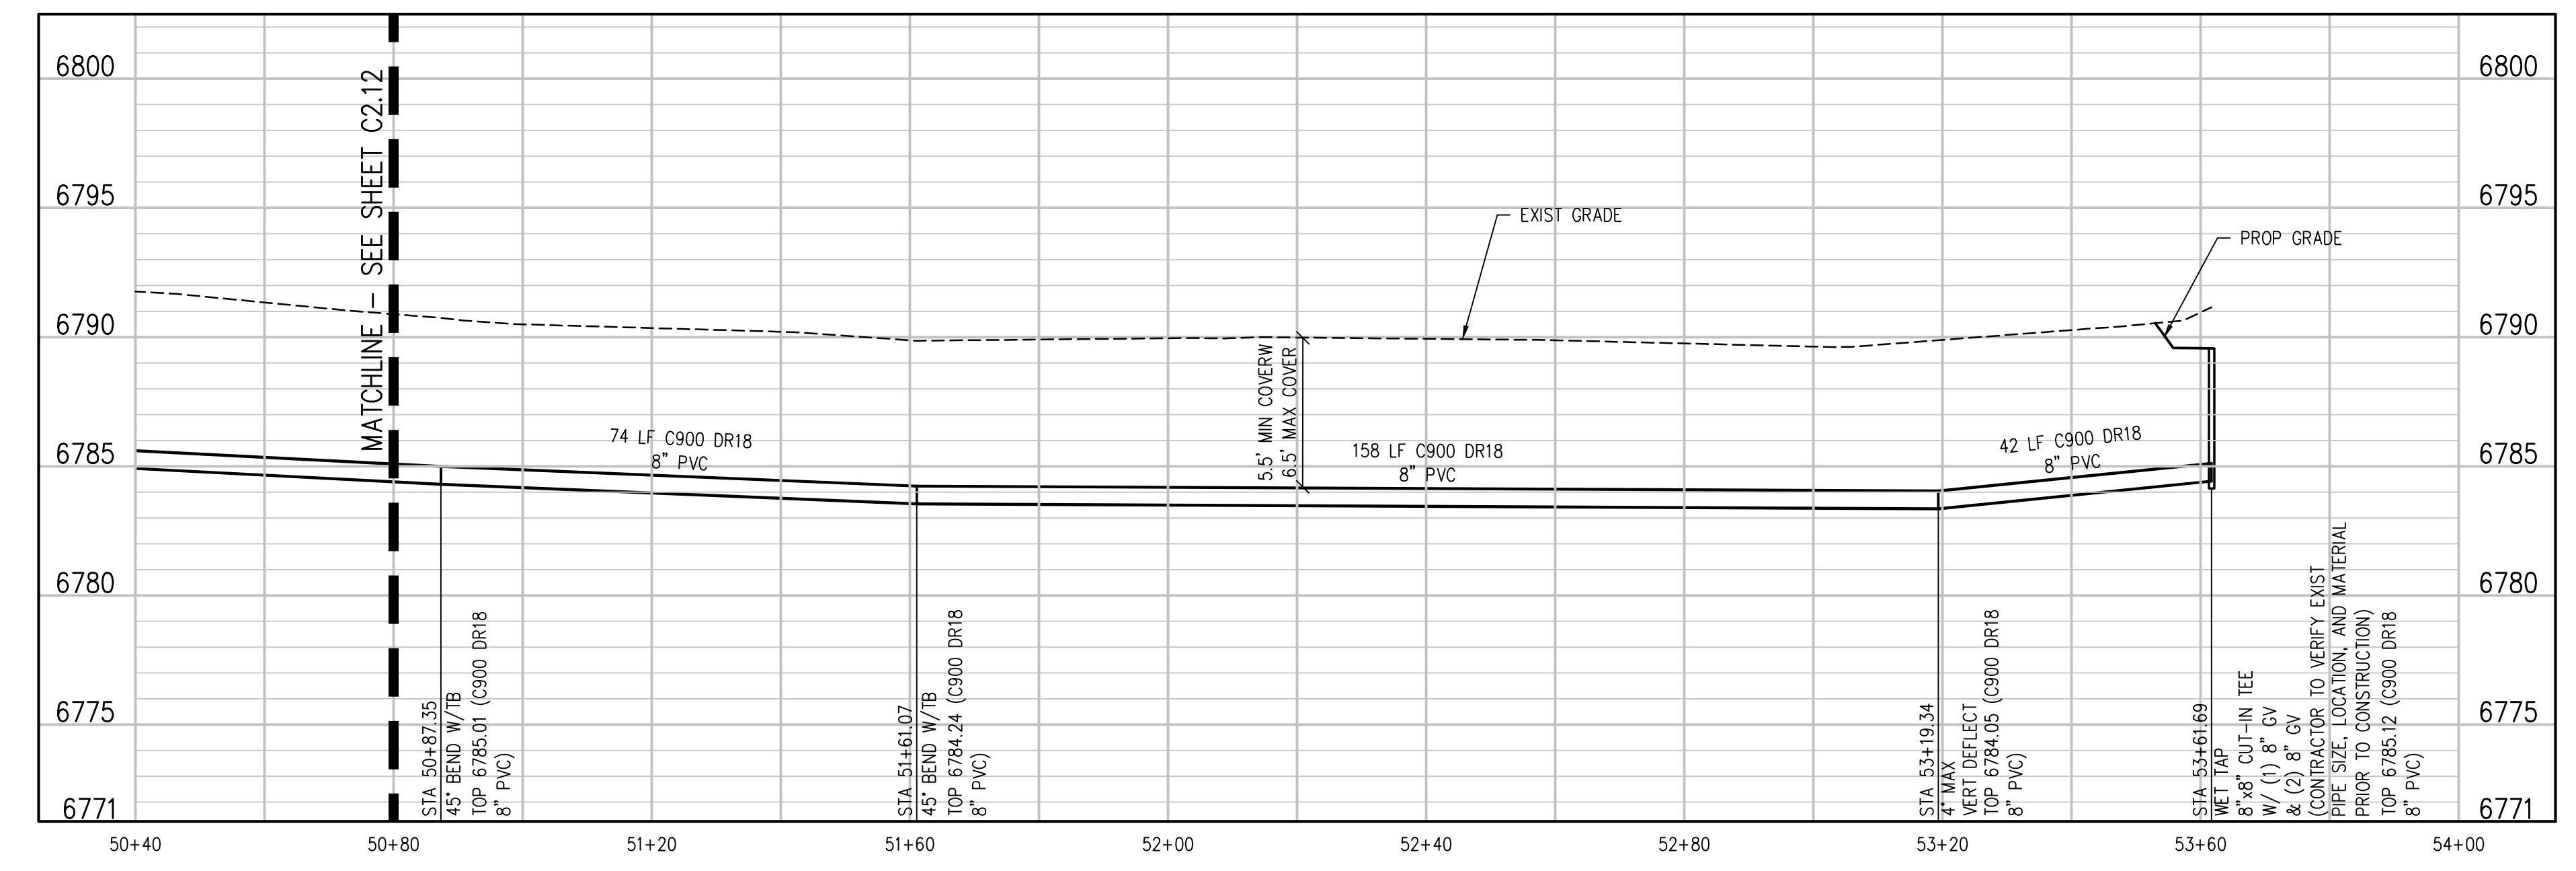 6800
6795
6790
6785
6780
6775
6771
MATCHLINE - SEE SHEET C2.12
74 LF C900 DR18
8" PVC
5.5' MIN COVERW
6.5' MAX COVER
EXIST GRADE
158 LF C900 DR18
8" PVC
PROP GRADE
42 LF C900 DR18
8" PVC
STA 50+87.35
45° BEND W/TB
TOP 6785.01 (C900 DR18
8" PVC)
STA 51+61.07
45° BEND W/TB
TOP 6784.24 (C900 DR18
8" PVC)
STA 53+19.34
4° MAX
VERT DEFLECT
TOP 6784.05 (C900 DR18
8" PVC)
STA 53+61.69
WET TAP
8"x8" CUT-IN TEE
W/ (1) 8" GV
& (2) 8" GV
(CONTRACTOR TO VERIFY EXIST
PIPE SIZE, LOCATION, AND MATERIAL
PRIOR TO CONSTRUCTION)
TOP 6785.12 (C900 DR18
8" PVC)
6800
6795
6790
6785
6780
6775
6771
50+40 50+80 51+20 51+60 52+00 52+40 52+80 53+20 53+60 54+00